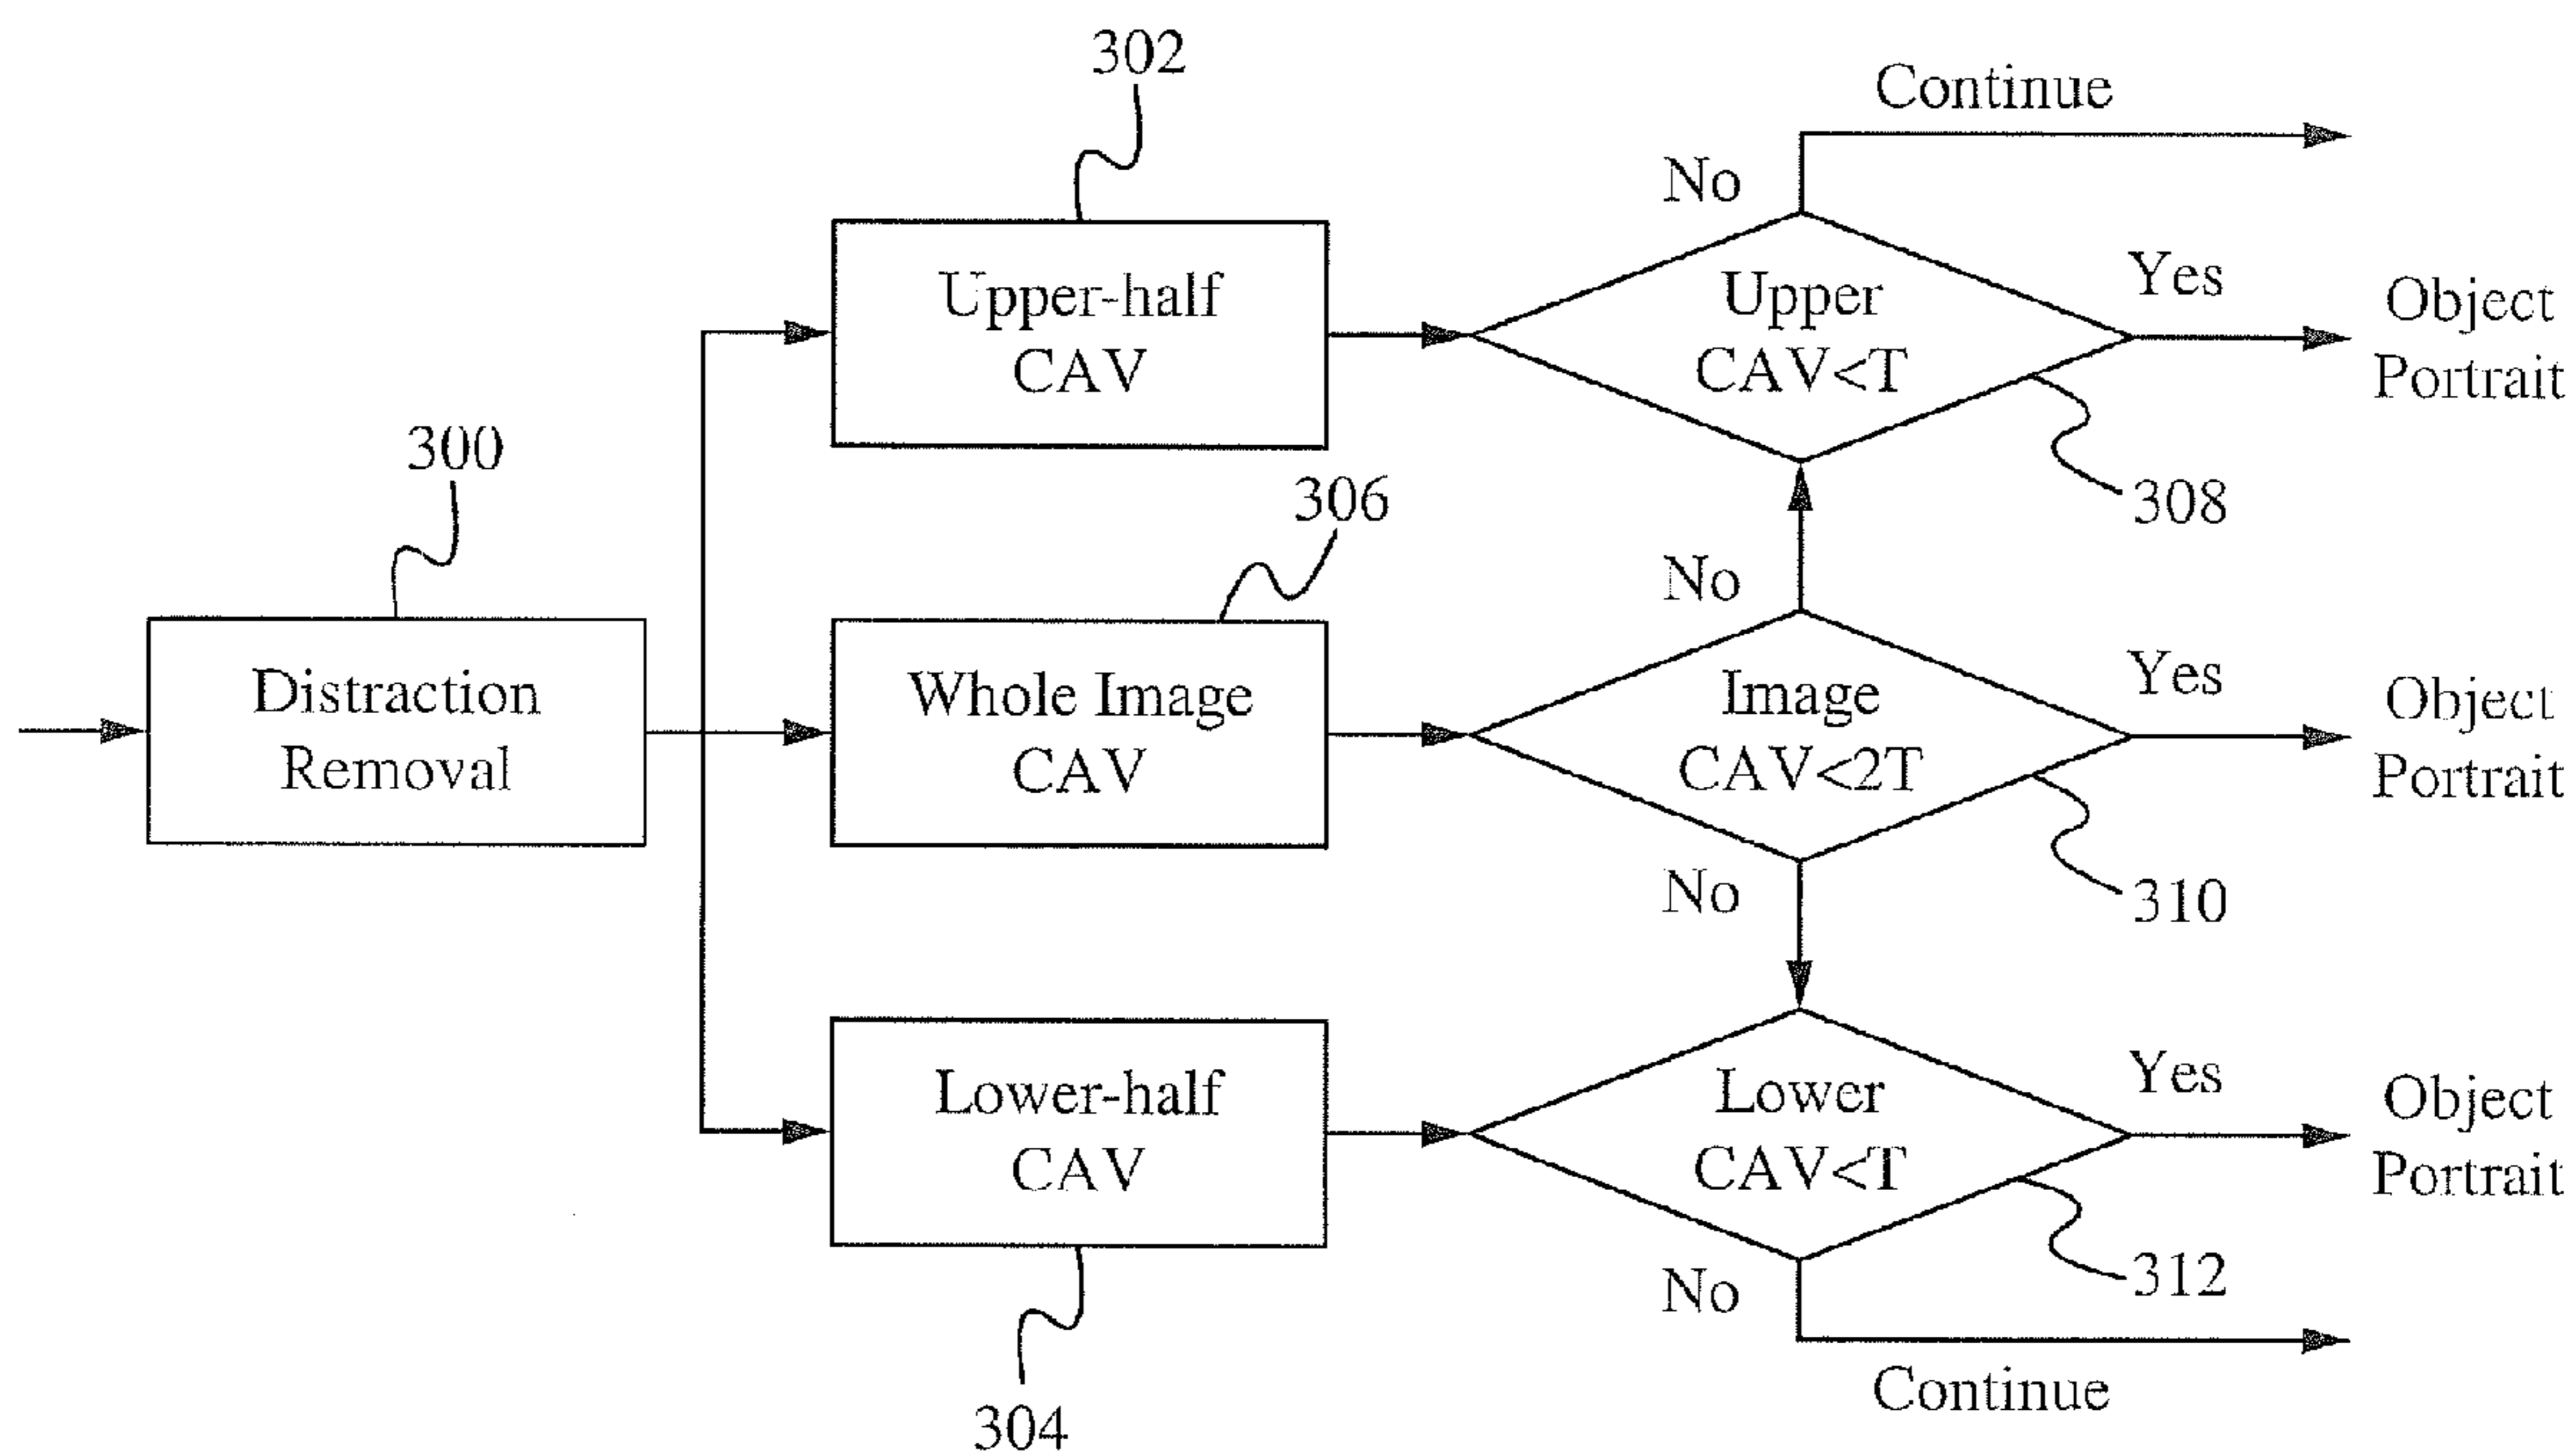 302
Continue
No
Upper-half
CAV
Upper
CAV<T
Yes
Object
Portrait
300
306
308
No
Distraction
Removal
Whole Image
CAV
Image
CAV<2T
Yes
Object
Portrait
No
310
Lower-half
CAV
Lower
CAV<T
Yes
Object
Portrait
No
312
304
Continue